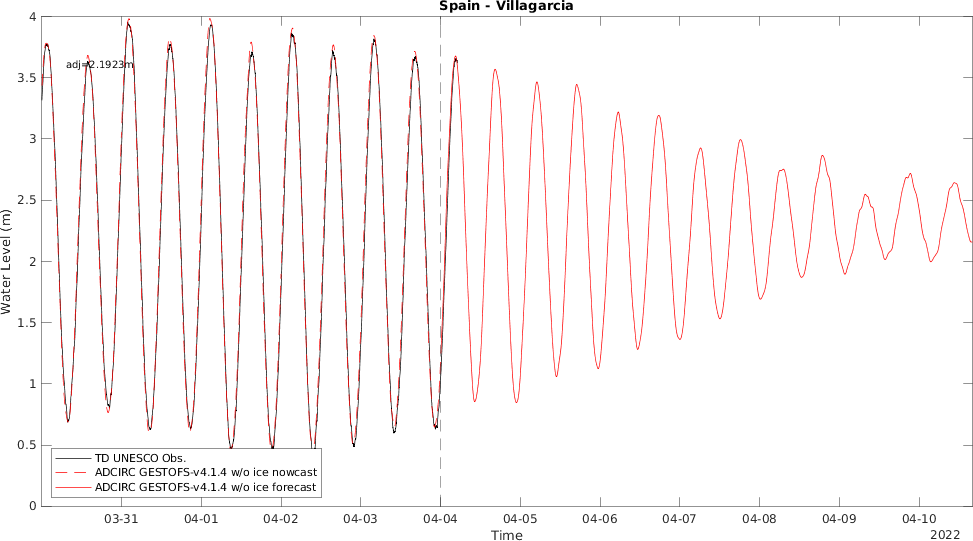 Spain - Villagarcia
adj=2.1923m
Water Level (m)
4
3.5
3
2.5
2
1.5
1
0.5
0
TD UNESCO Obs.
ADCIRC GESTOFS-v4.1.4 w/o ice nowcast
ADCIRC GESTOFS-v4.1.4 w/o ice forecast
03-31 04-01 04-02 04-03 04-04 04-05 04-06 04-07 04-08 04-09 04-10
Time
2022